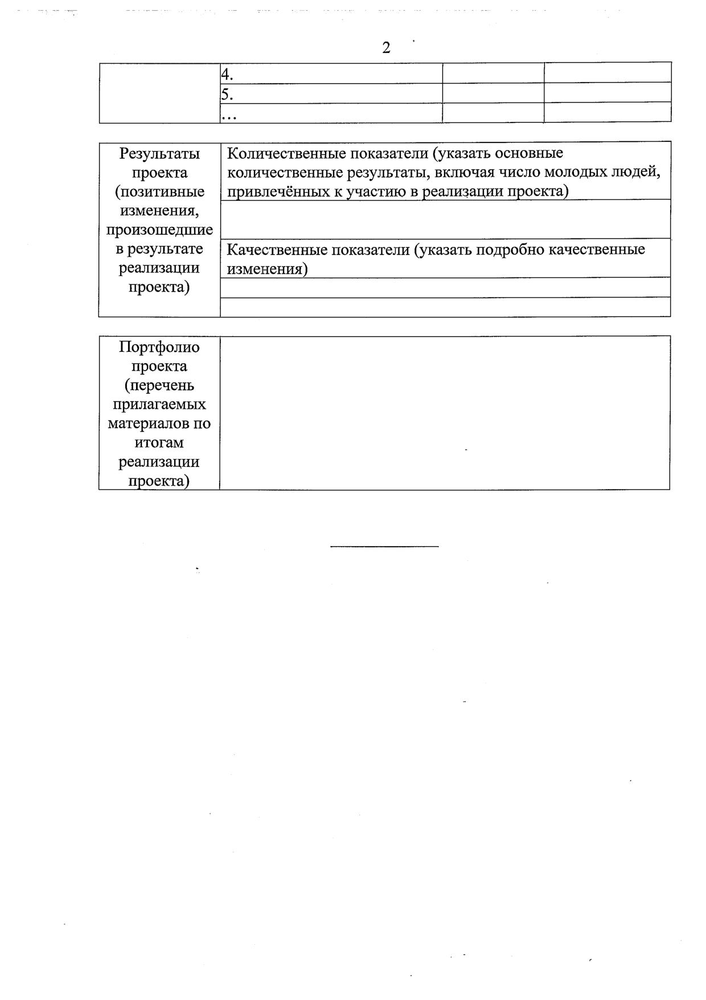 2
4.
5.
...
Результаты
проекта
(позитивные
изменения,
произошедшие
в результате
реализации
проекта)
Количественные показатели (указать основные
количественные результаты, включая число молодых людей,
привлечённых к участию в реализации проекта)
Качественные показатели (указать подробно качественные
изменения)
Портфолио
проекта
(перечень
прилагаемых
материалов по
итогам
реализации
проекта)